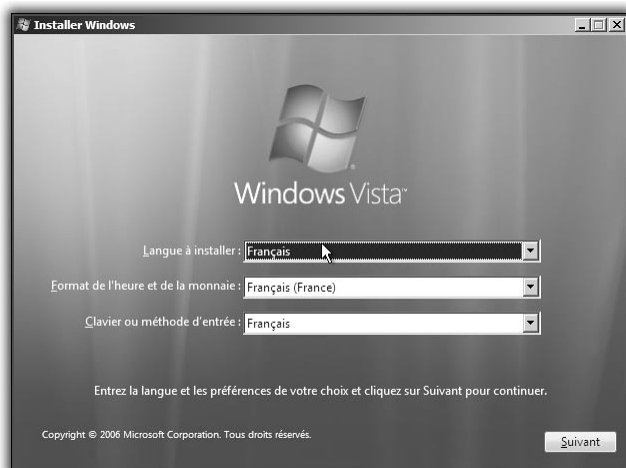 Installer Windows
Windows Vista™
Langue à installer : Français
Format de l'heure et de la monnaie : Français (France)
Clavier ou méthode d'entrée : Français
Entrez la langue et les préférences de votre choix et cliquez sur Suivant pour continuer.
Copyright © 2006 Microsoft Corporation. Tous droits réservés.
Suivant